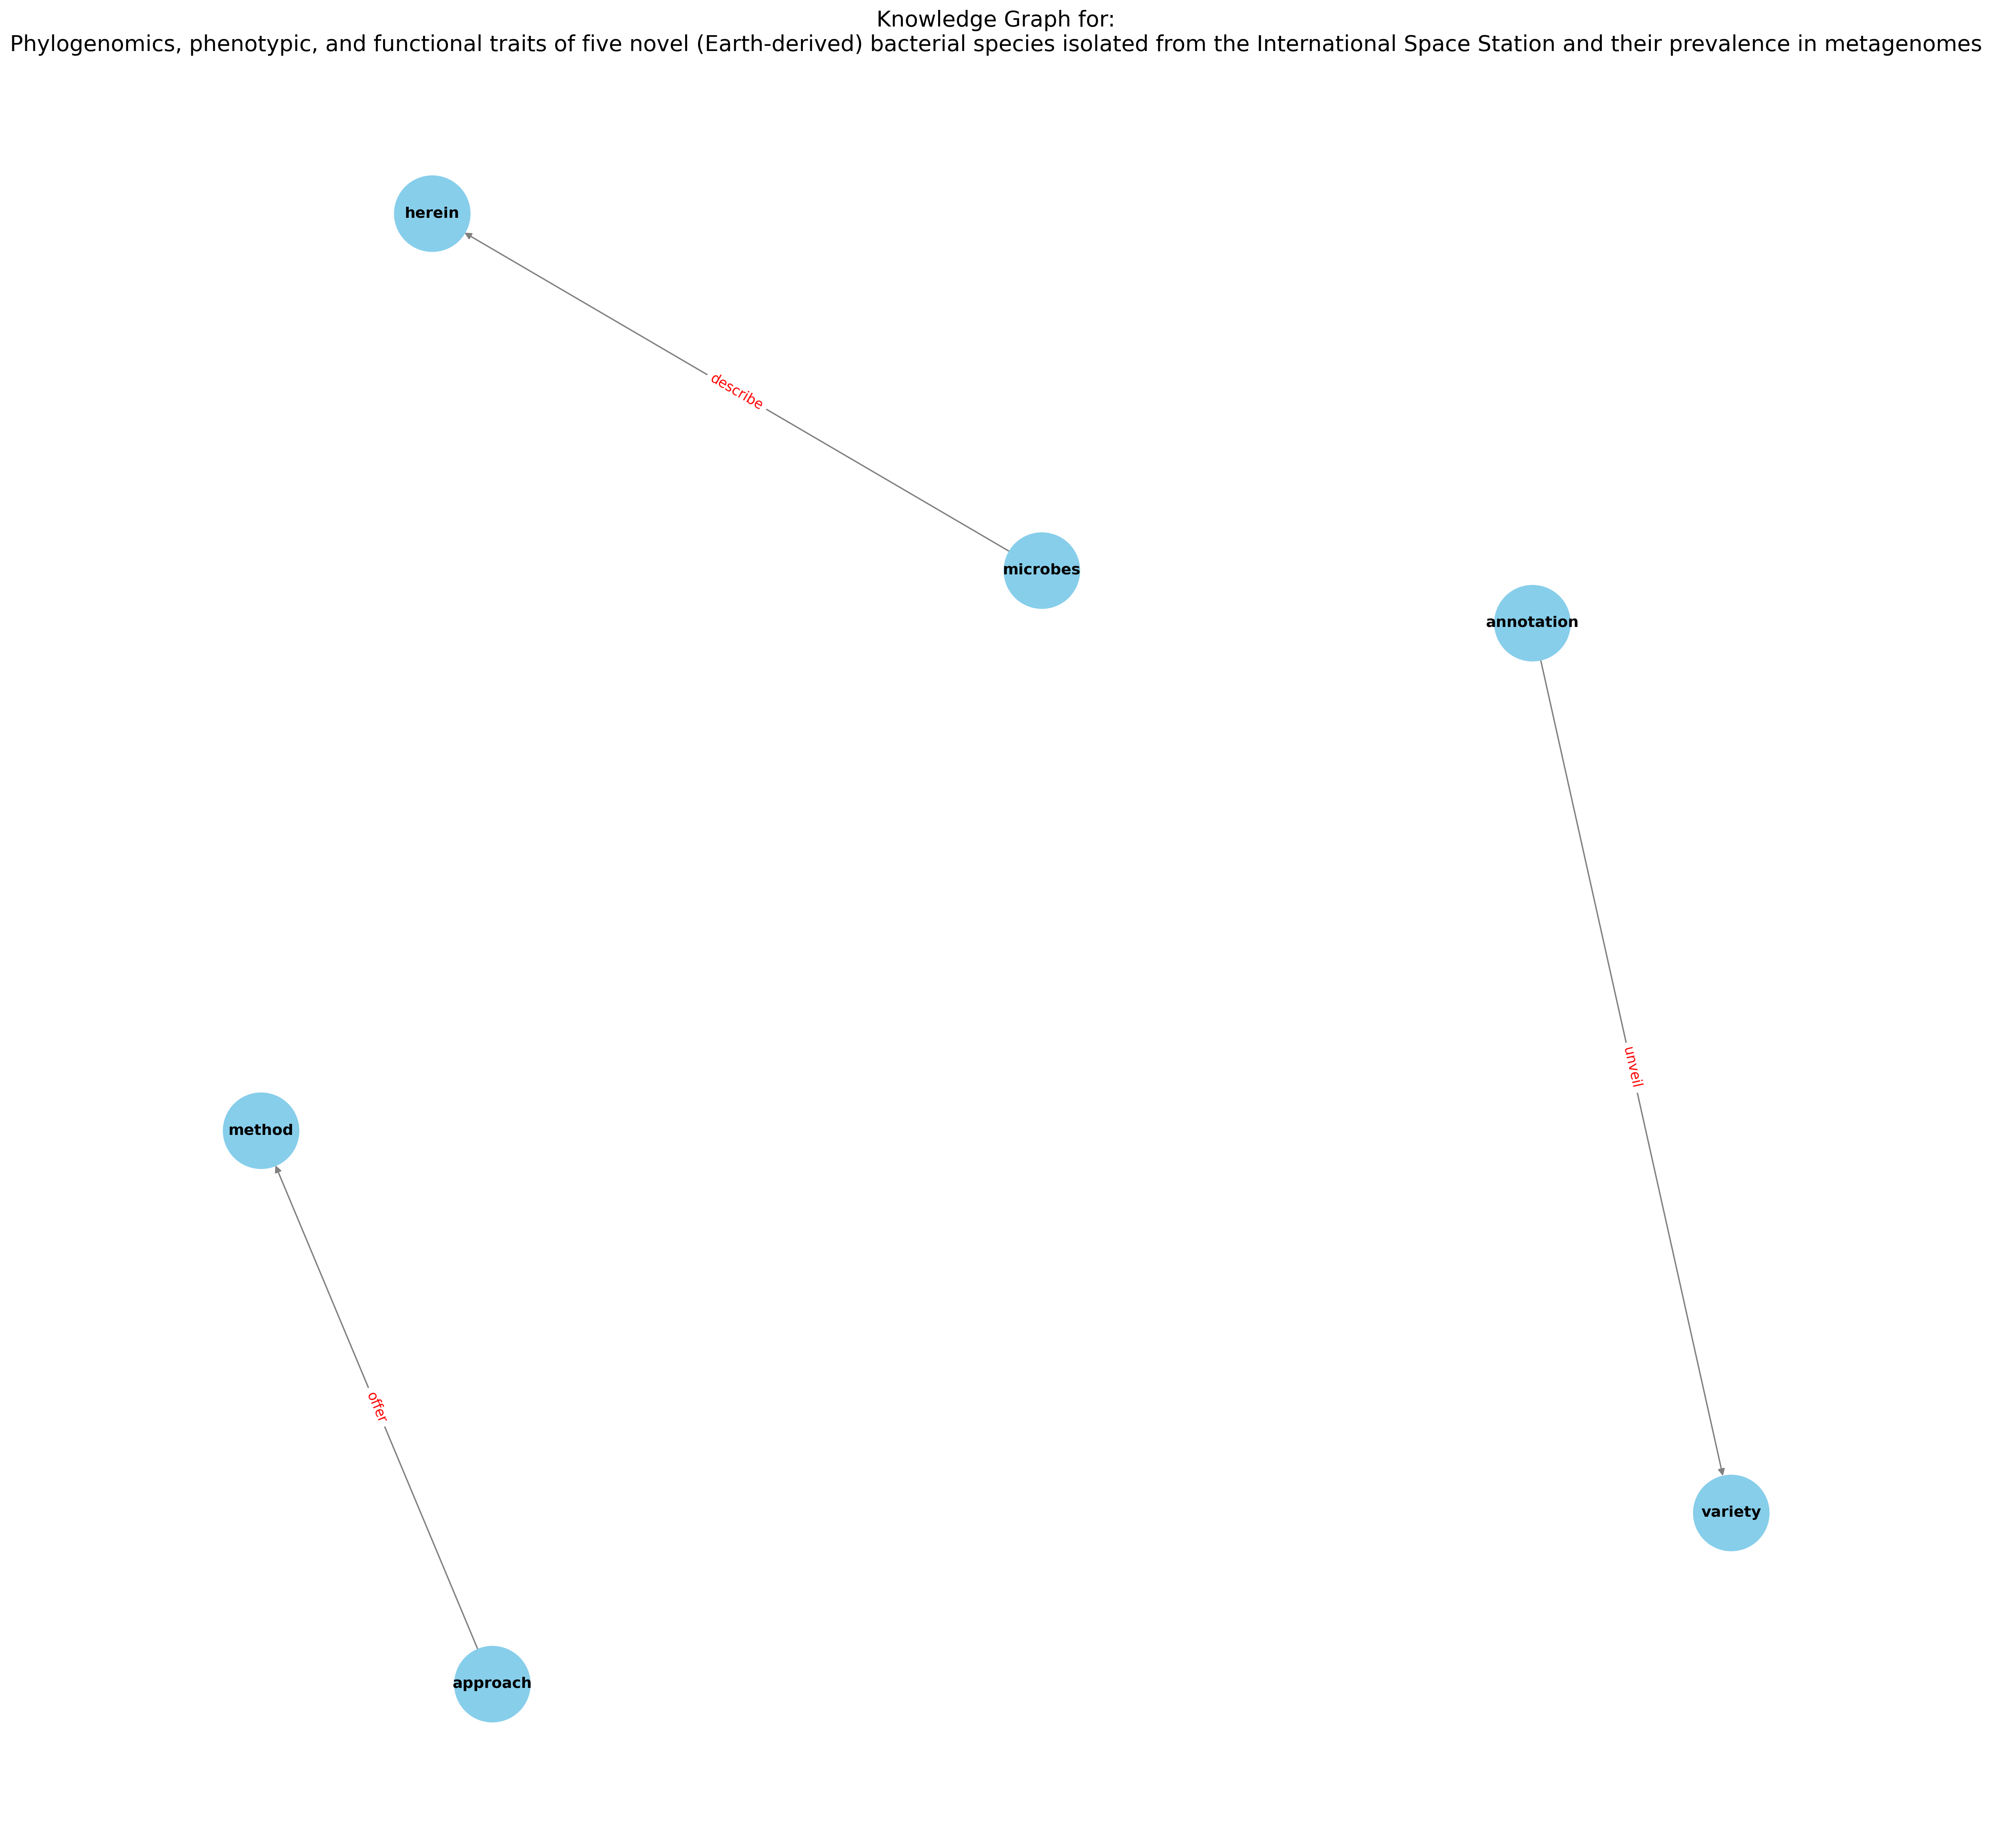 Knowledge Graph for:
Phylogenomics, phenotypic, and functional traits of five novel (Earth-derived) bacterial species isolated from the International Space Station and their prevalence in metagenomes
herein
describe
microbes
annotation
unveil
method
offer
variety
approach